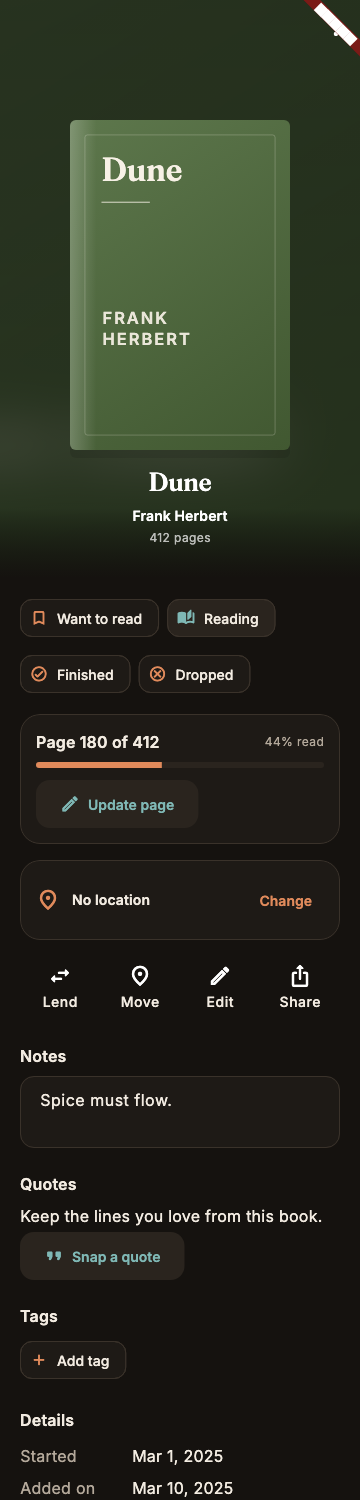 Dune
FRANK
HERBERT
Dune
Frank Herbert
412 pages
Want to read
Reading
Finished
Dropped
Page 180 of 412
44% read
Update page
No location
Change
Lend
Move
Edit
Share
Notes
Spice must flow.
Quotes
Keep the lines you love from this book.
Snap a quote
Tags
Add tag
Details
Started
Mar 1, 2025
Added on
Mar 10, 2025